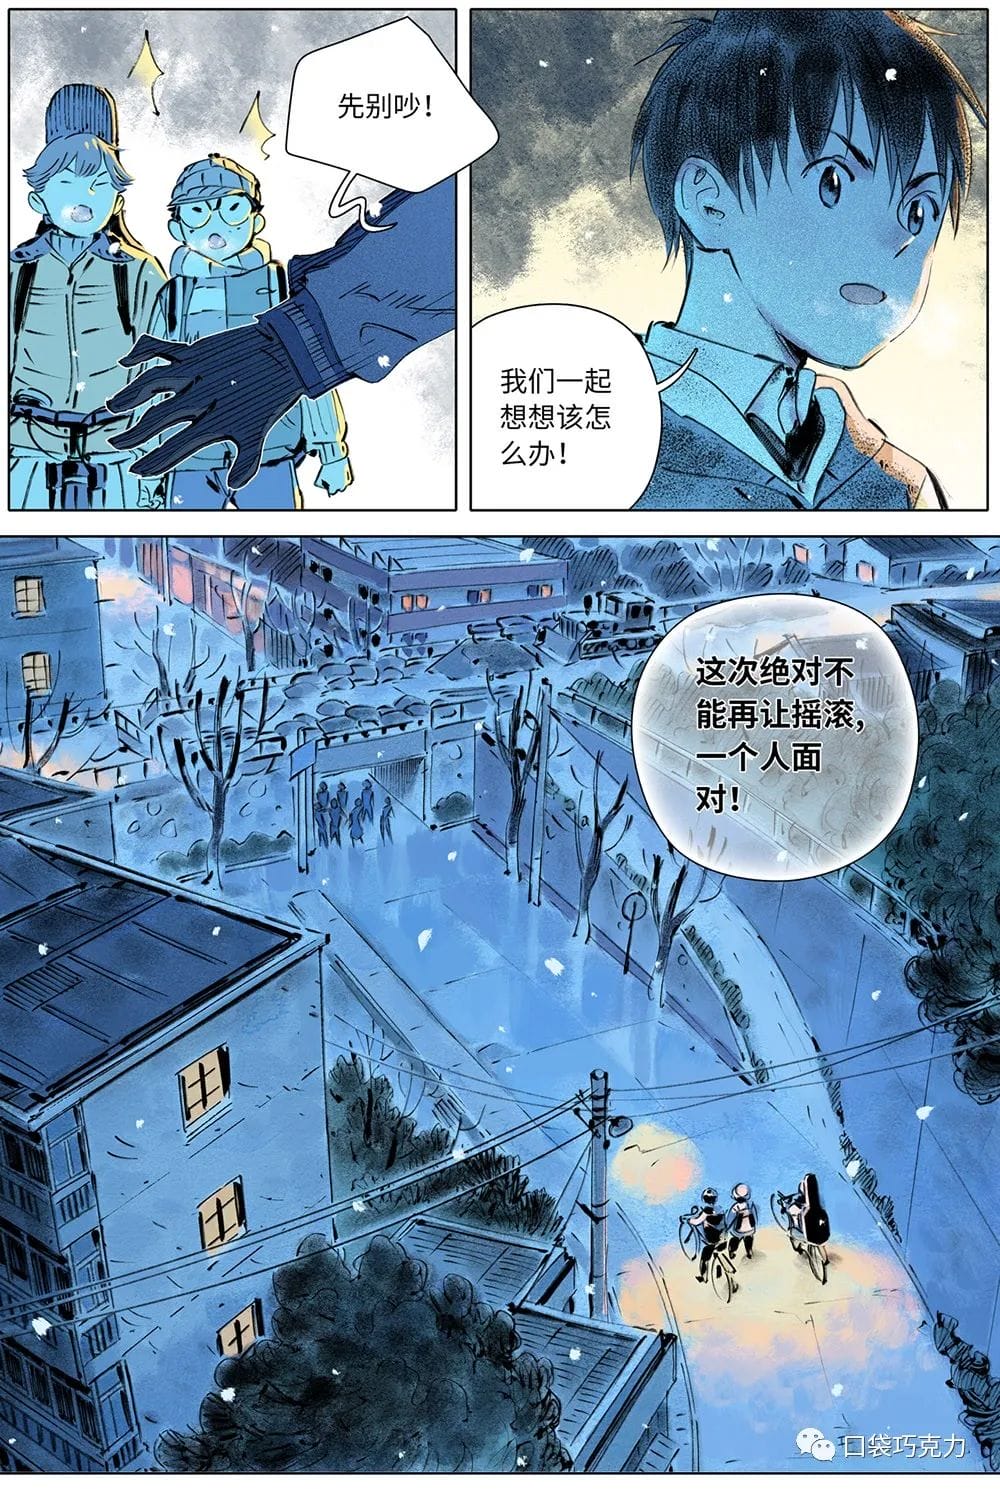 先别吵！
我们一起
想想该怎
么办！
这次绝对不
能再让摇滚，
一个人面
对！
口袋巧克力